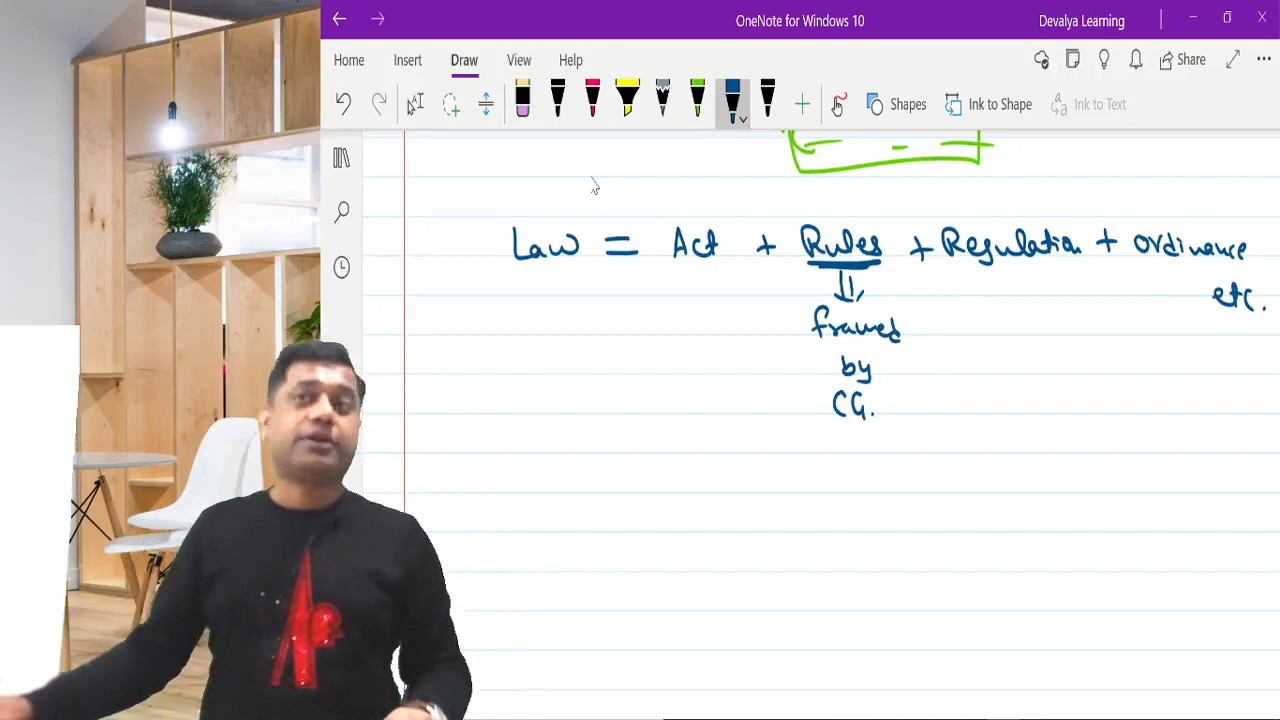 OneNote for Windows 10
Devalya Learning
Home Insert Draw View Help
Share
Shapes
Ink to Shape
Ink to Text
Law = Act + Rules + Regulation + ordinance
etc.
framed
by
CG.